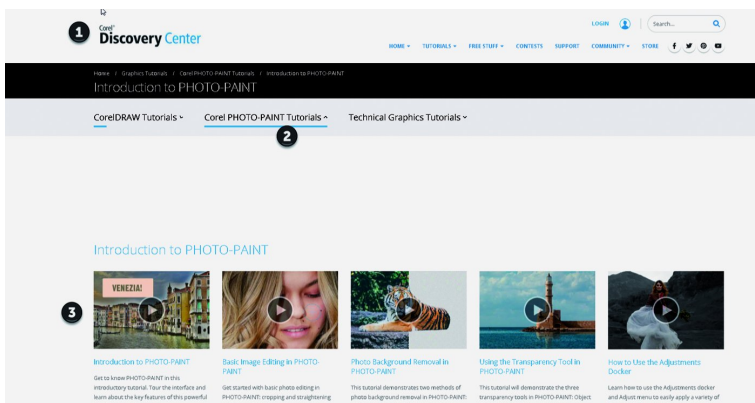 1
Corel®
Discovery Center
LOGIN
Search...
HOME TUTORIALS FREE STUFF CONTESTS SUPPORT COMMUNITY STORE
Home / Graphics Tutorials / Corel PHOTO-PAINT Tutorials / Introduction to PHOTO-PAINT
Introduction to PHOTO-PAINT
CorelDRAW Tutorials Corel PHOTO-PAINT Tutorials Technical Graphics Tutorials
2
Introduction to PHOTO-PAINT
VENEZIA!
3
Introduction to PHOTO-PAINT
Get to know PHOTO-PAINT in this
introductory tutorial. Tour the interface and
learn about the key features of this powerful
Basic Image Editing in PHOTO-
PAINT
Get started with basic photo editing in
PHOTO-PAINT: cropping and straightening
Photo Background Removal in
PHOTO-PAINT
This tutorial demonstrates two methods of
photo background removal in PHOTO-PAINT:
Using the Transparency Tool in
PHOTO-PAINT
This tutorial will demonstrate the three
transparency tools in PHOTO-PAINT: Object
How to Use the Adjustments
Docker
Learn how to use the Adjustments docker
and Adjust menu to easily apply a variety of